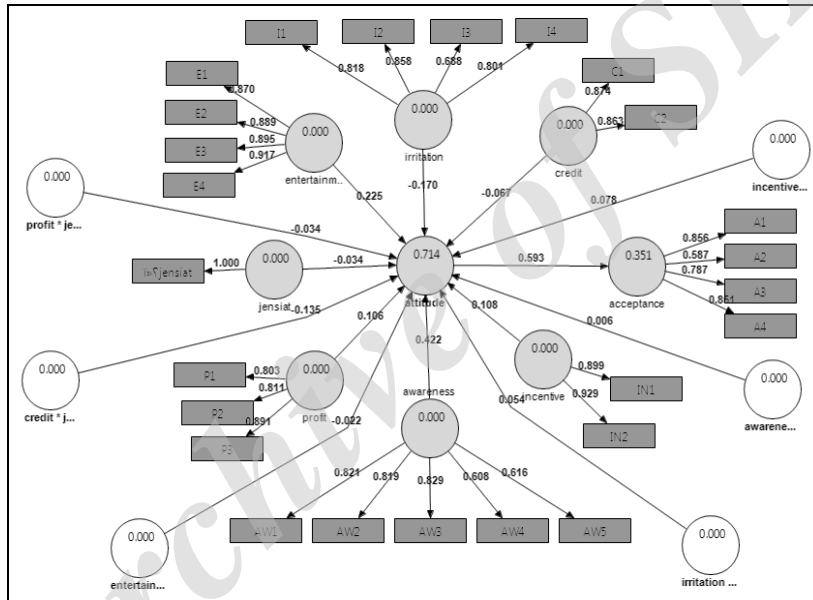 I1
I2
I3
I4
0.818
0.858
0.688
0.801
E1
E2
E3
E4
0.870
0.889
0.895
0.917
0.000
entertainm..
0.000
irritation
C1
C2
0.874
0.863
0.000
credit
0.000
profit * je...
0.000
incentive...
0.225
-0.170
-0.067
0.078
-0.034
1.000
0.000
jensiat
-0.034
0.714
attitude
0.593
0.351
acceptance
A1
A2
A3
A4
0.856
0.587
0.787
0.851
-0.135
0.106
0.422
0.108
0.006
0.000
credit * j...
P1
P2
P3
0.803
0.811
0.891
0.000
profit
awareness
0.000
0.000
incentive
0.899
0.929
IN1
IN2
0.000
awarene...
-0.022
0.054
0.821
0.819
0.829
0.608
0.616
AW1
AW2
AW3
AW4
AW5
0.000
entertain...
0.000
irritation ...